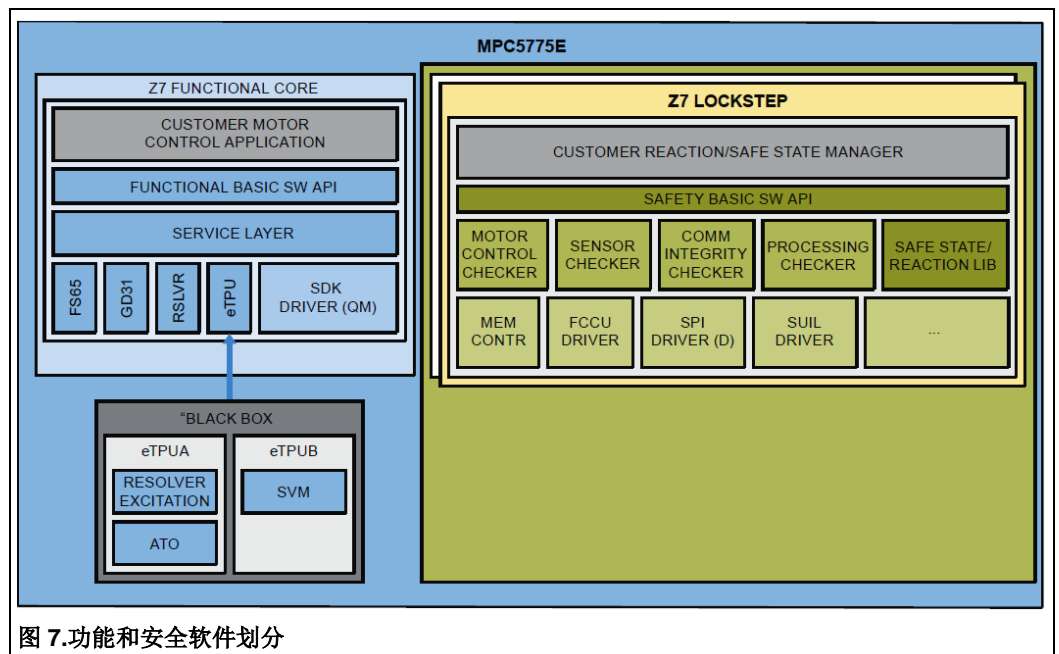 MPC5775E
Z7 FUNCTIONAL CORE
CUSTOMER MOTOR
CONTROL APPLICATION
FUNCTIONAL BASIC SW API
SERVICE LAYER
FS65
GD31
RSLVR
eTPU
SDK
DRIVER (QM)
“BLACK BOX
eTPUA
RESOLVER
EXCITATION
ATO
eTPUB
SVM
Z7 LOCKSTEP
CUSTOMER REACTION/SAFE STATE MANAGER
SAFETY BASIC SW API
MOTOR
CONTROL
CHECKER
SENSOR
CHECKER
COMM
INTEGRITY
CHECKER
PROCESSING
CHECKER
SAFE STATE/
REACTION LIB
MEM
CONTR
FCCU
DRIVER
SPI
DRIVER (D)
SUIL
DRIVER
...
图 7.功能和安全软件划分